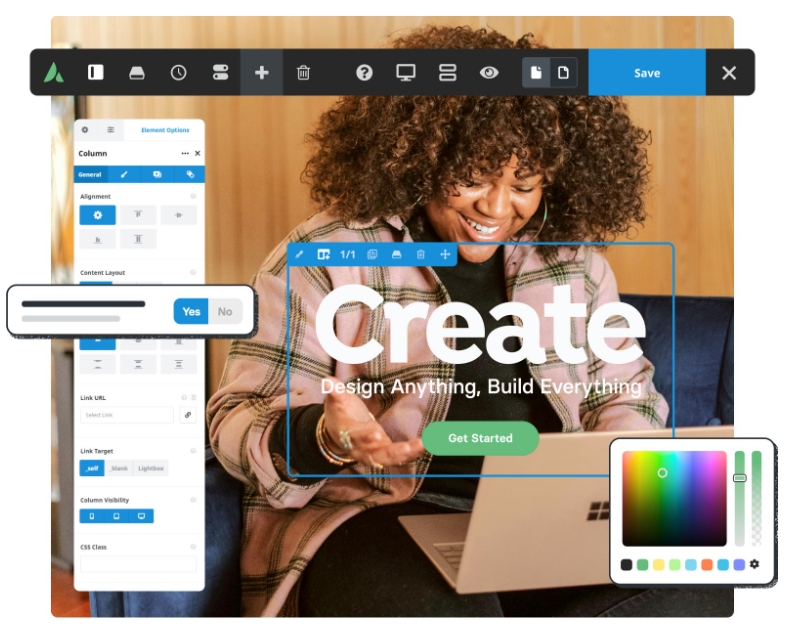 Save
Element Options
Column
General
Alignment
Content Layout
Yes
No
Link URL
Select Link
Link Target
_self
_blank
Lightbox
Column Visibility
CSS Class
1/1
Create
Design Anything, Build Everything
Get Started